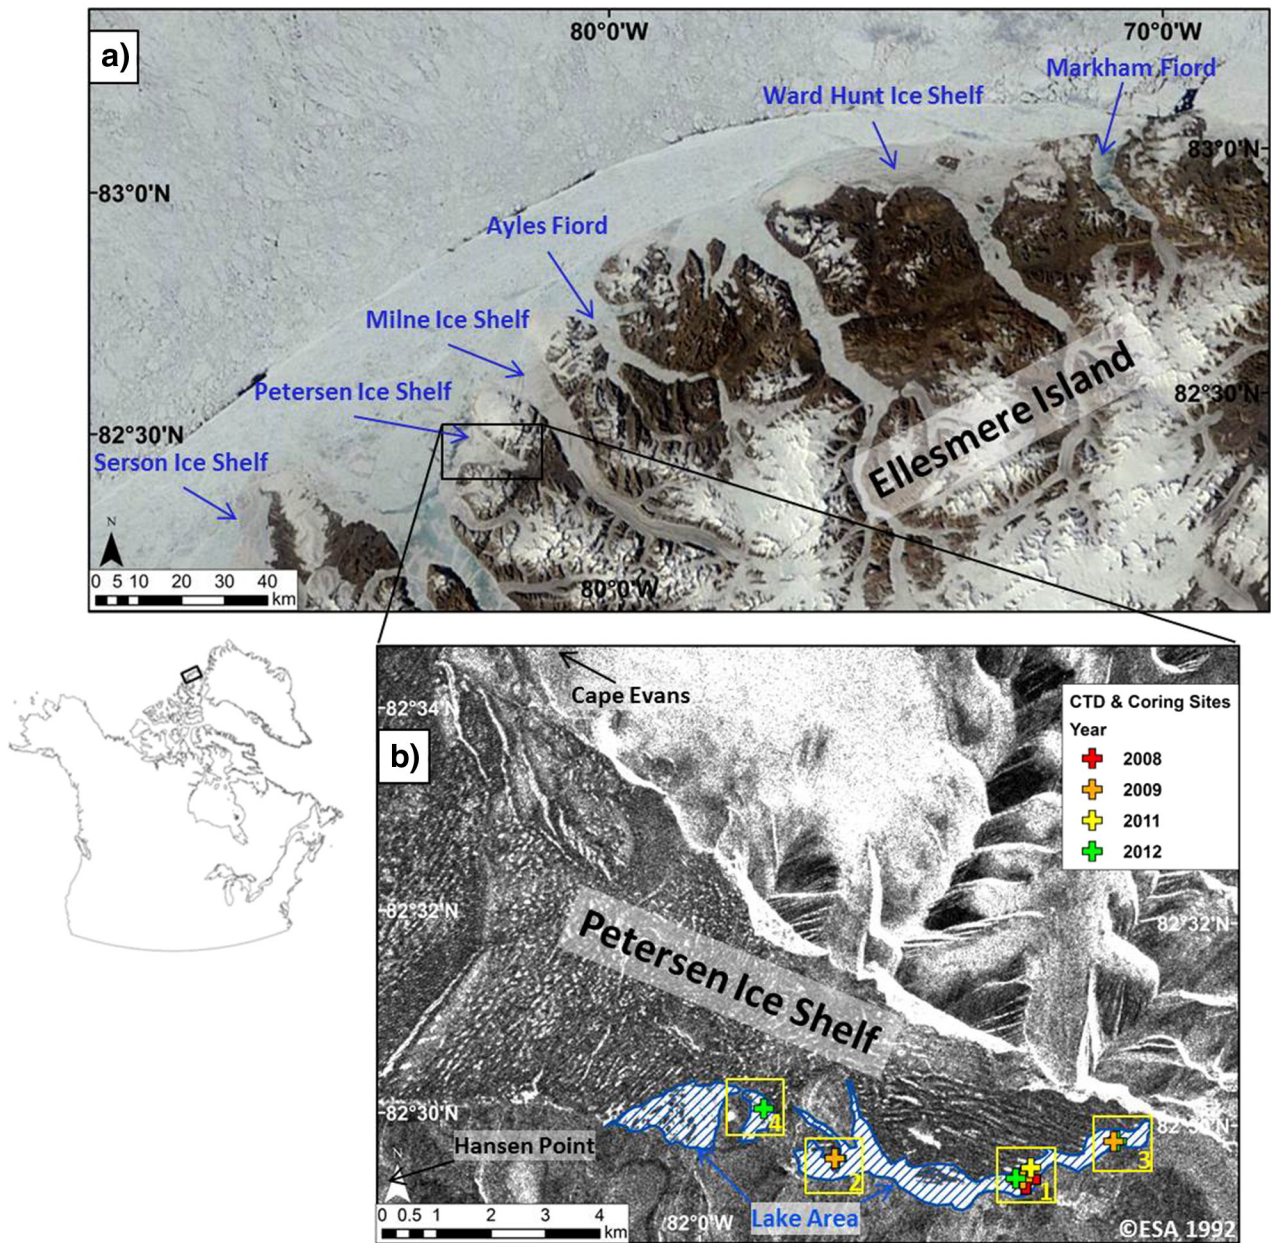 a)
80°0'W
70°0'W
Markham Fiord
Ward Hunt Ice Shelf
83°0'N
83°0'N
Ayles Fiord
Milne Ice Shelf
Petersen Ice Shelf
82°30'N
82°30'N
Ellesmere Island
Serson Ice Shelf
N
0 5 10 20 30 40
km
80°0'W
Cape Evans
82°34'N
b)
CTD & Coring Sites
Year
2008
2009
2011
2012
82°32'N
82°32'N
Petersen Ice Shelf
82°30'N
82°30'N
4
3
2
1
Hansen Point
N
Lake Area
0 0.5 1 2 3 4
km
82°0'W
©ESA 1992